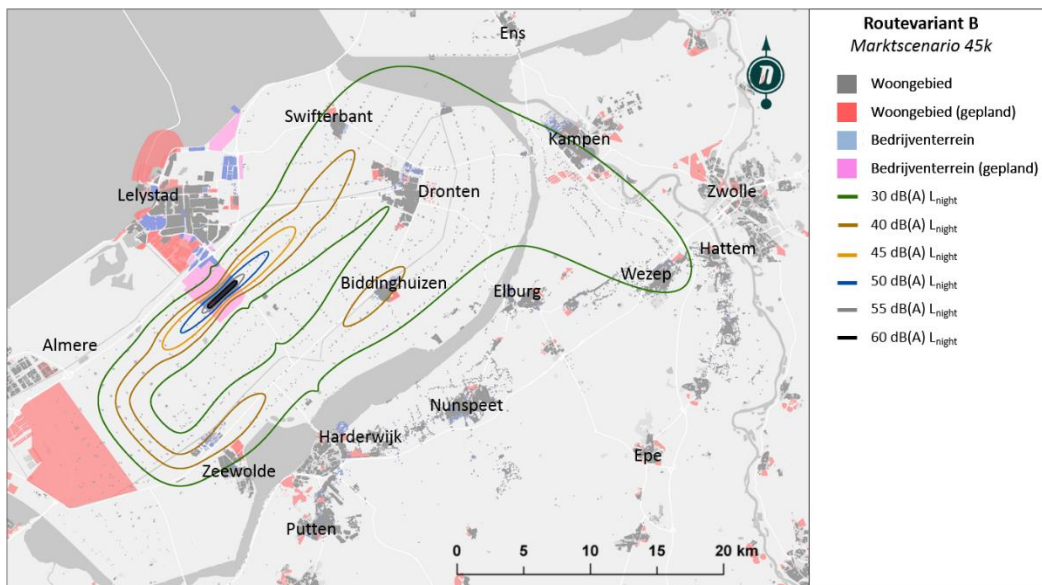 Ens
Swifterbant
Kampen
Lelystad
Dronten
Zwolle
Hattem
Biddinghuizen
Elburg
Wezep
Almere
Nunspeet
Harderwijk
Zeewolde
Epe
Putten
0 5 10 15 20 km
n
Routevariant B
Marktscenario 45k
Woongebied
Woongebied (gepland)
Bedrijventerrein
Bedrijventerrein (gepland)
30 dB(A) Lnight
40 dB(A) Lnight
45 dB(A) Lnight
50 dB(A) Lnight
55 dB(A) Lnight
60 dB(A) Lnight